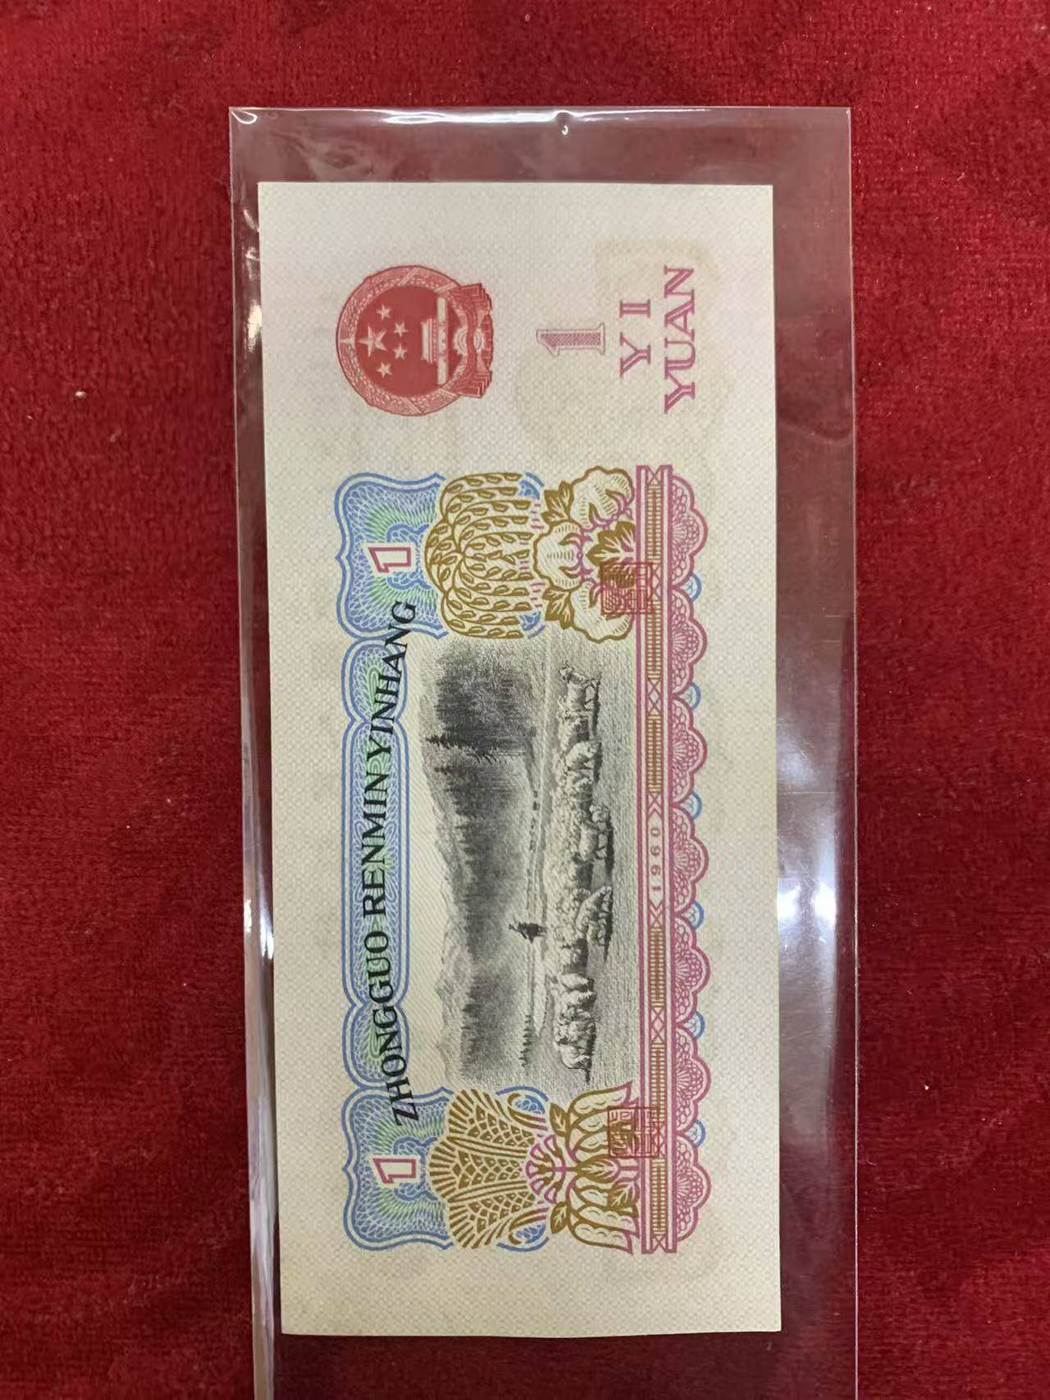 ZHONGGUO RENMIN YINHANG
1
1
1960
1
YI
YUAN